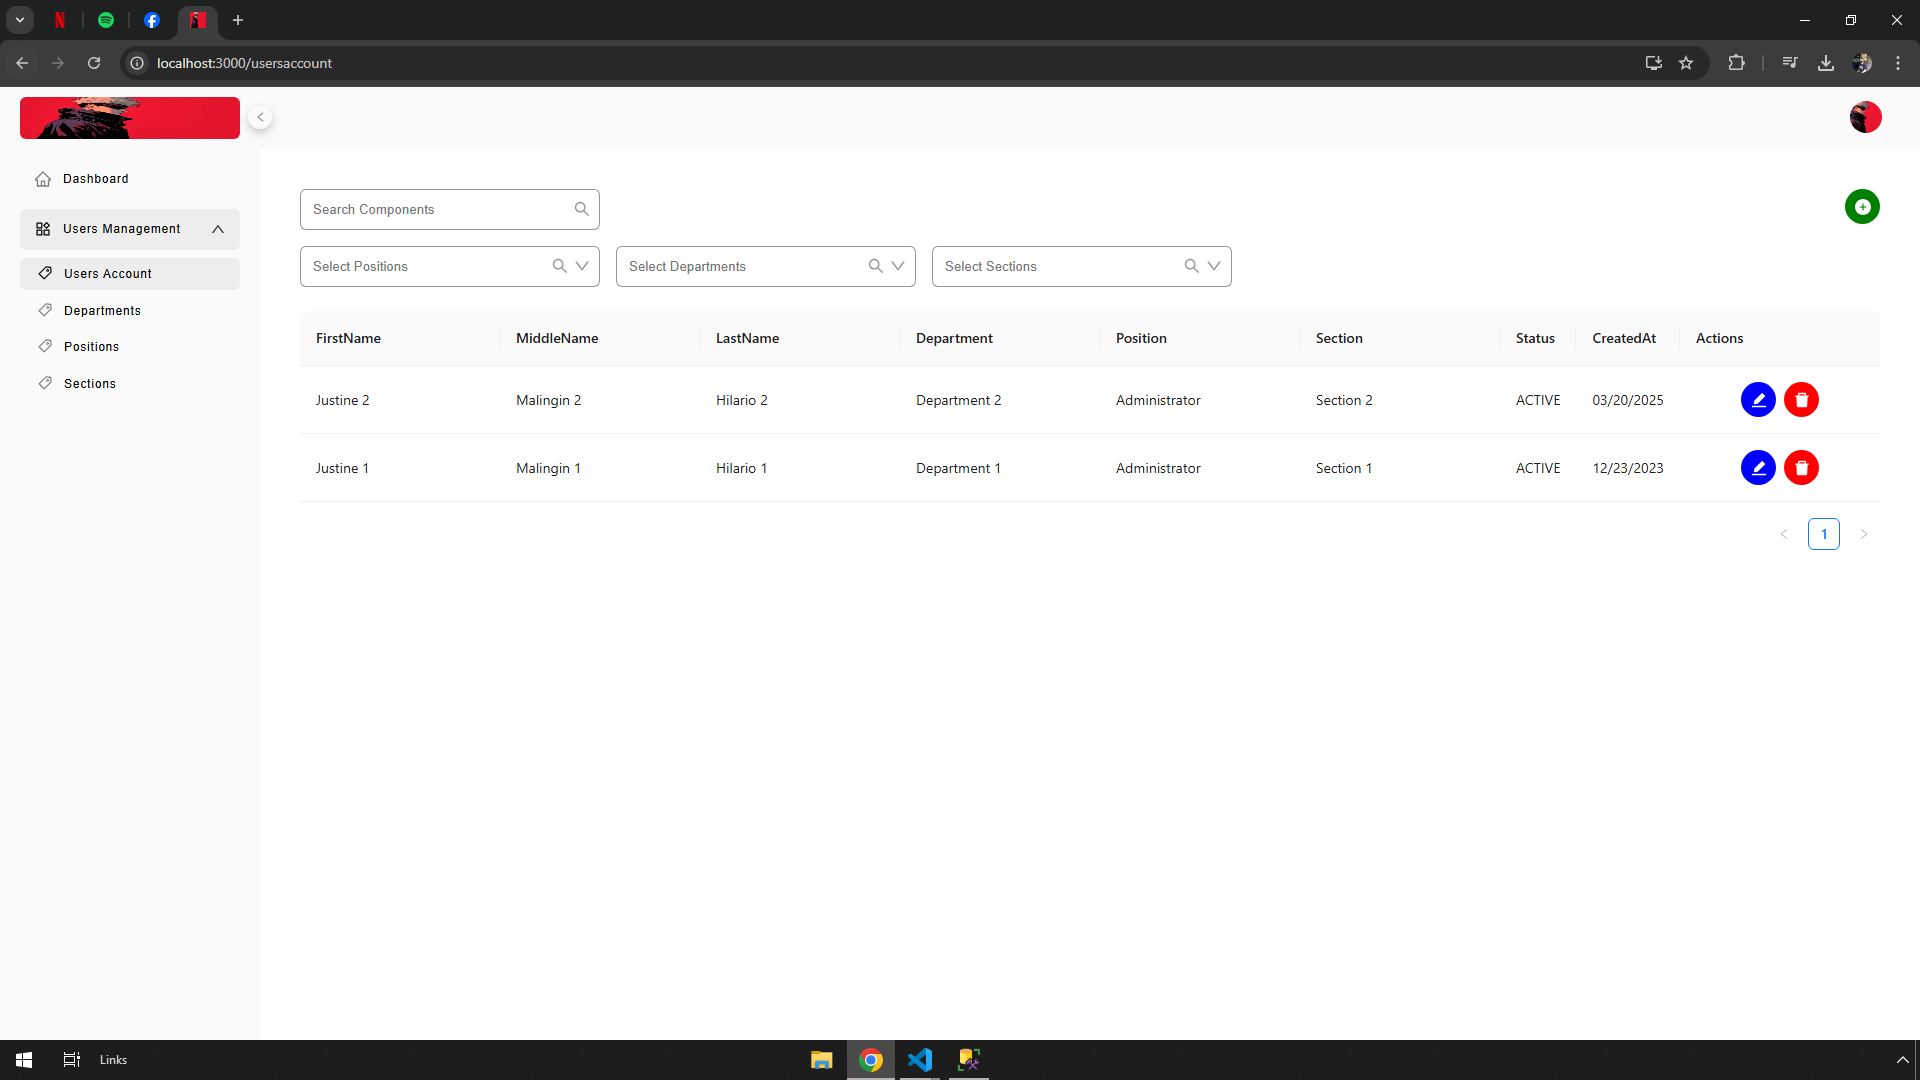 localhost:3000/usersaccount
Dashboard
Users Management
Users Account
Departments
Positions
Sections
Search Components
Select Positions Select Departments Select Sections
FirstName MiddleName LastName Department Position Section Status CreatedAt Actions
Justine 2 Malingin 2 Hilario 2 Department 2 Administrator Section 2 ACTIVE 03/20/2025
Justine 1 Malingin 1 Hilario 1 Department 1 Administrator Section 1 ACTIVE 12/23/2023
1
Links